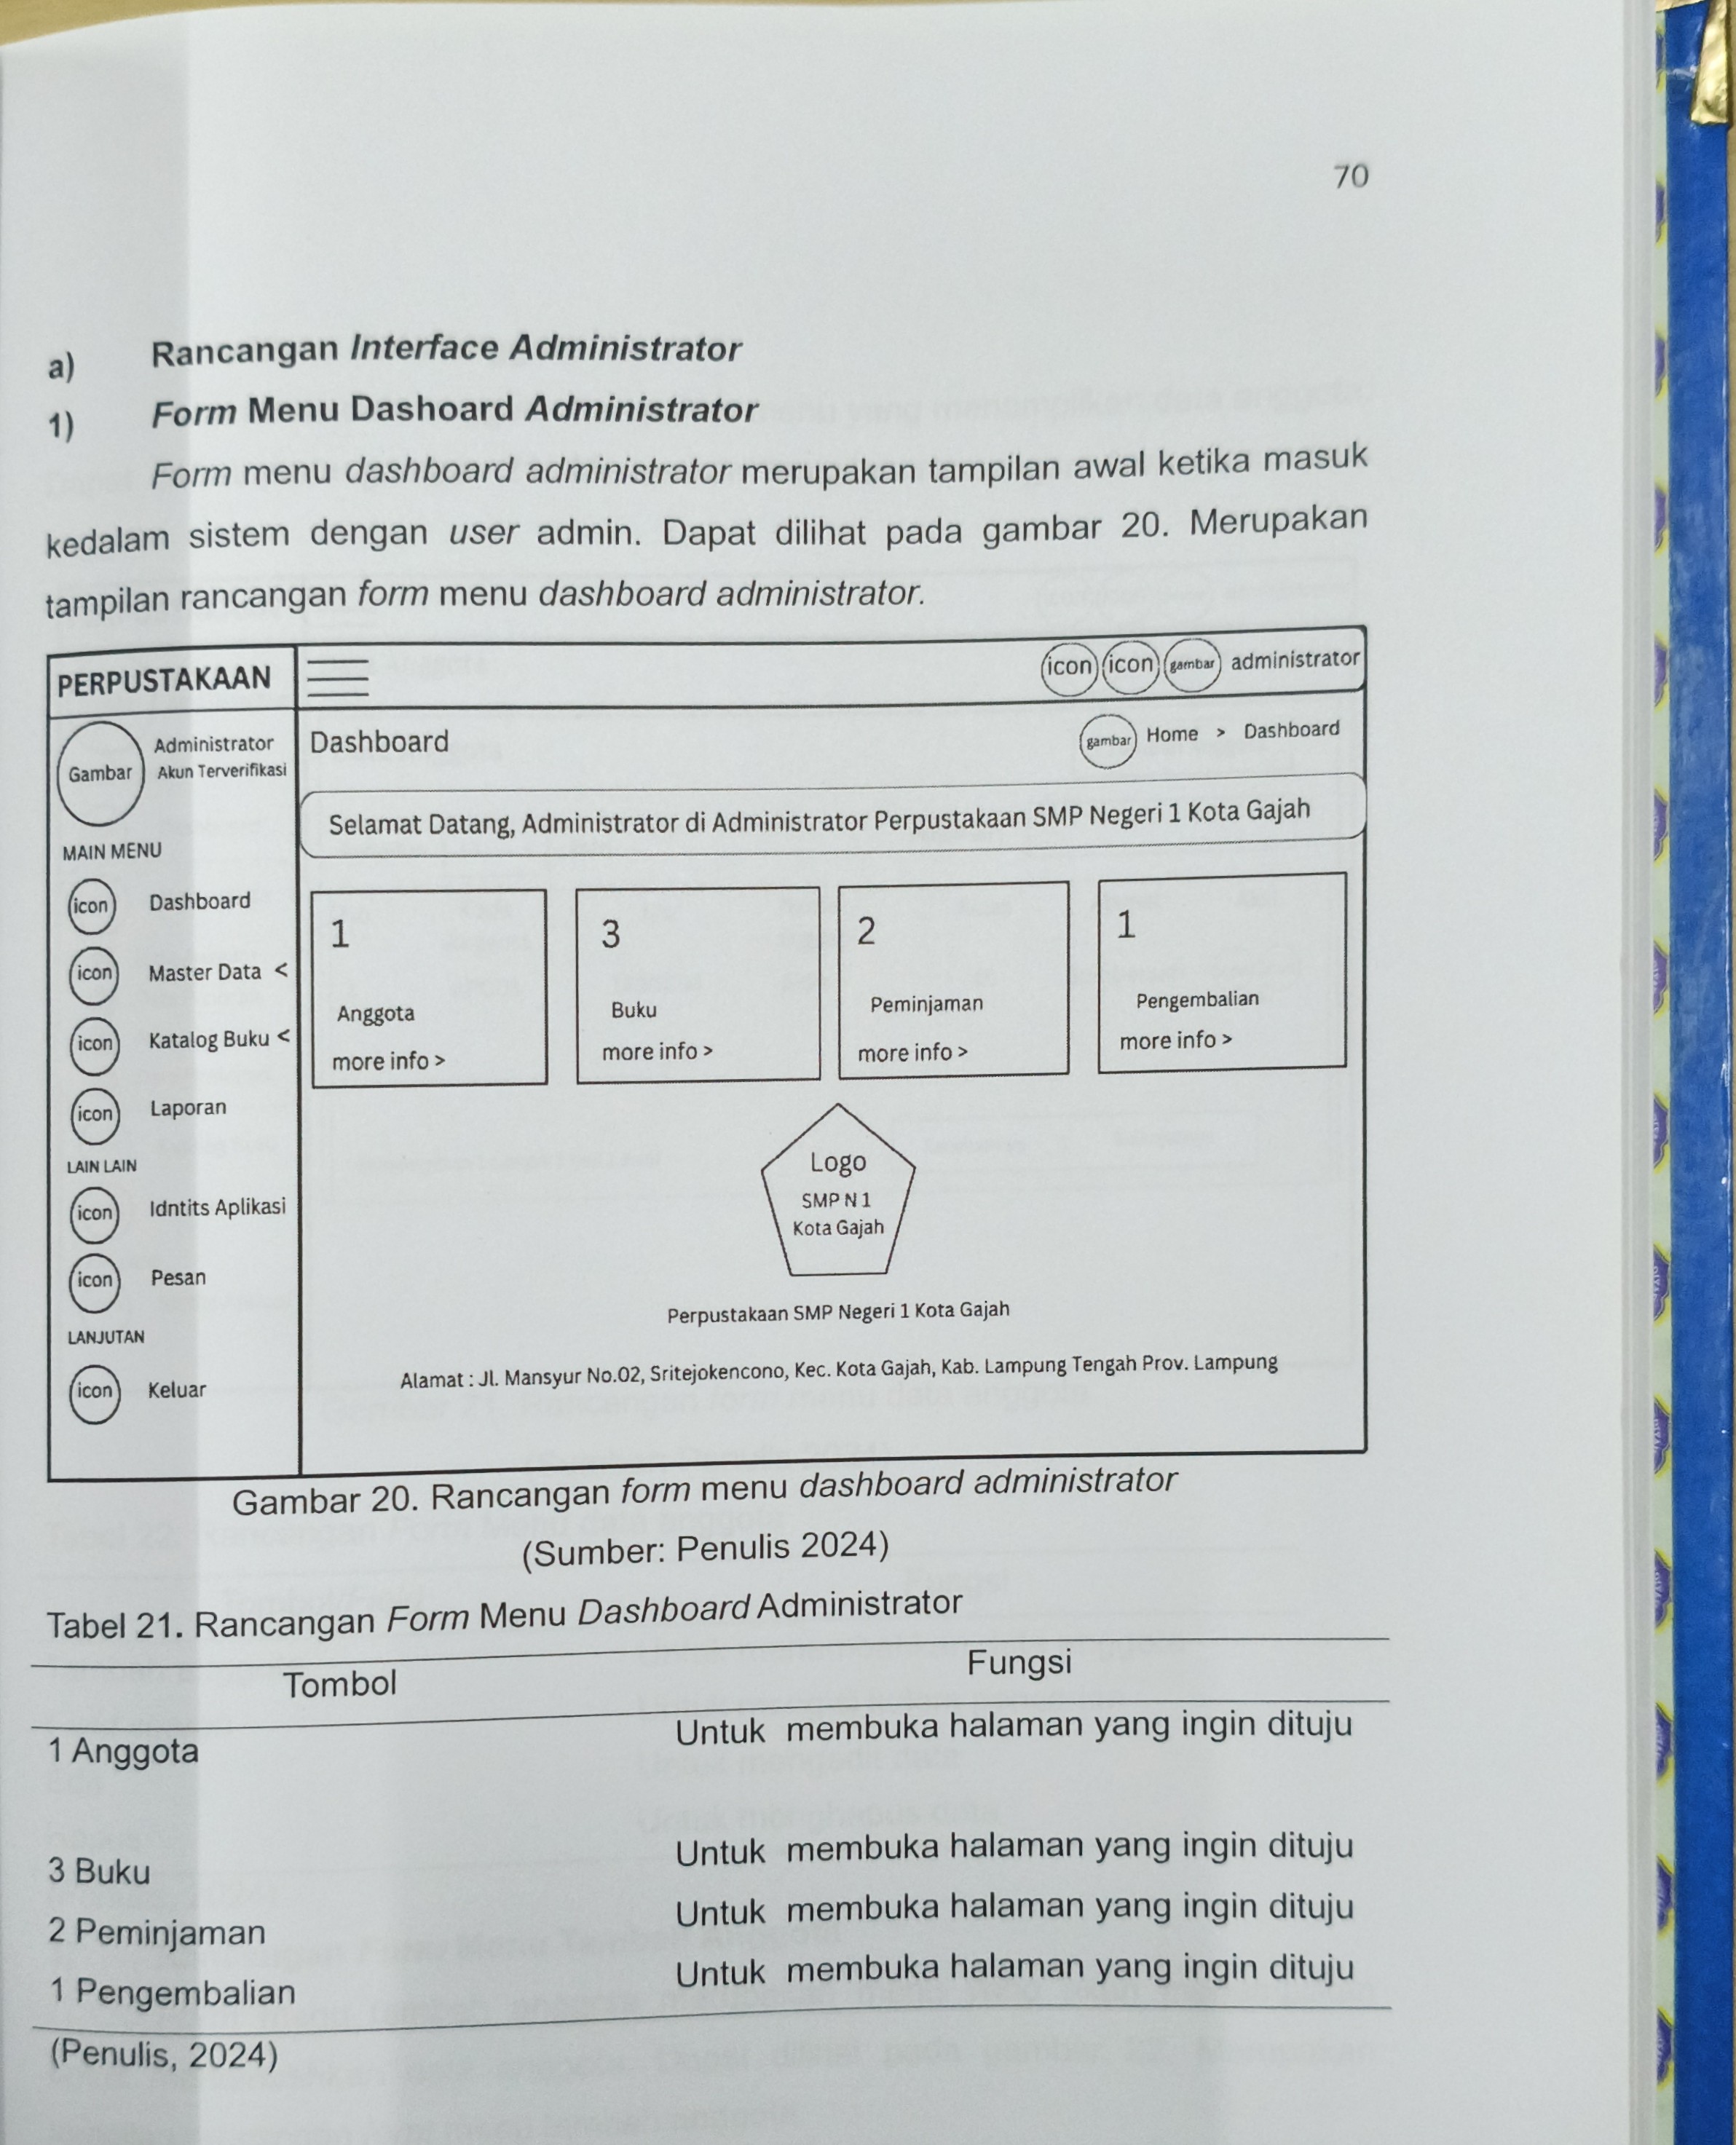 70
a) Rancangan Interface Administrator
1) Form Menu Dashoard Administrator
Form menu dashboard administrator merupakan tampilan awal ketika masuk
kedalam sistem dengan user admin. Dapat dilihat pada gambar 20. Merupakan
tampilan rancangan form menu dashboard administrator.
PERPUSTAKAAN
icon icon gambar administrator
Gambar
Administrator
Akun Terverifikasi
MAIN MENU
icon Dashboard
icon Master Data <
icon Katalog Buku <
icon Laporan
LAIN LAIN
icon Idntits Aplikasi
icon Pesan
LANJUTAN
icon Keluar
Dashboard
gambar Home > Dashboard
Selamat Datang, Administrator di Administrator Perpustakaan SMP Negeri 1 Kota Gajah
1
Anggota
more info >
3
Buku
more info >
2
Peminjaman
more info >
1
Pengembalian
more info >
Logo
SMP N 1
Kota Gajah
Perpustakaan SMP Negeri 1 Kota Gajah
Alamat : Jl. Mansyur No.02, Sritejokencono, Kec. Kota Gajah, Kab. Lampung Tengah Prov. Lampung
Gambar 20. Rancangan form menu dashboard administrator
(Sumber: Penulis 2024)
Tabel 21. Rancangan Form Menu Dashboard Administrator
Tombol Fungsi
1 Anggota Untuk membuka halaman yang ingin dituju
3 Buku Untuk membuka halaman yang ingin dituju
2 Peminjaman Untuk membuka halaman yang ingin dituju
1 Pengembalian Untuk membuka halaman yang ingin dituju
(Penulis, 2024)